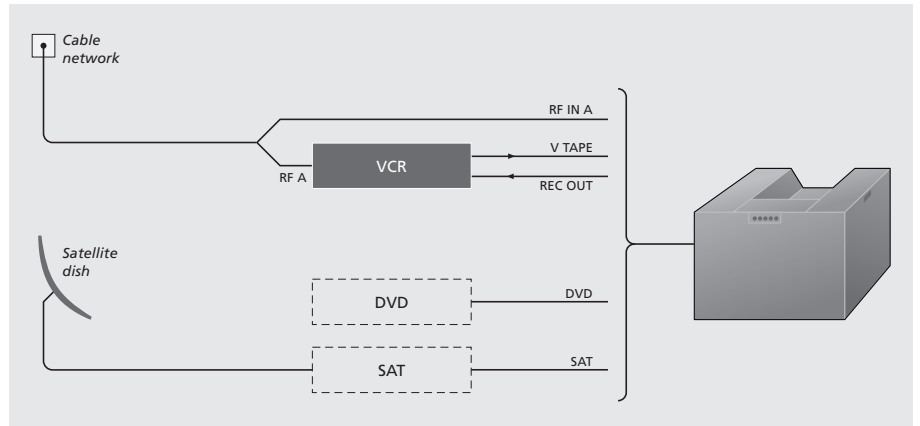 Cable
network
RF IN A
V TAPE
VCR
RF A
REC OUT
Satellite
dish
DVD
DVD
SAT
SAT